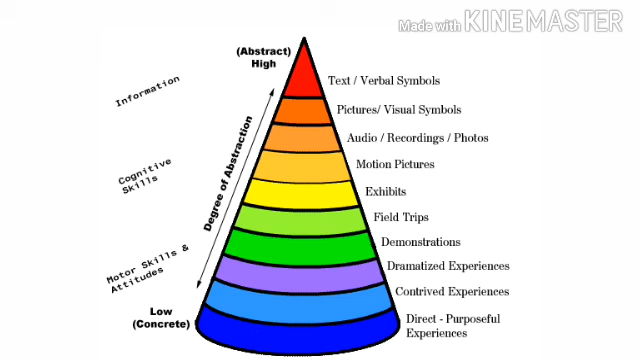 Made with KINEMASTER
(Abstract)
High
Text / Verbal Symbols
Information
Pictures/ Visual Symbols
Audio / Recordings / Photos
Motion Pictures
Cognitive
Skills
Degree of Abstraction
Exhibits
Field Trips
Demonstrations
Motor Skills &
Attitudes
Dramatized Experiences
Contrived Experiences
Low
(Concrete)
Direct - Purposeful
Experiences